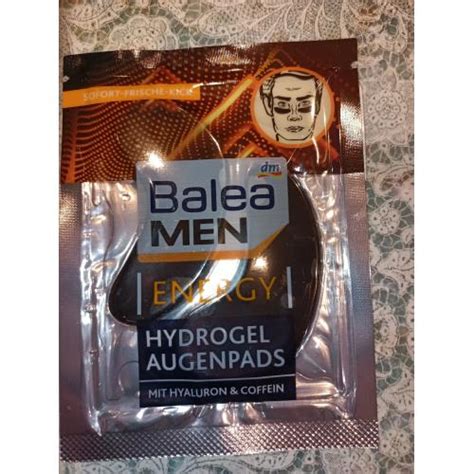 SOFORT-FRISCHE-KICK
dm
Balea
MEN
ENERGY
HYDROGEL
AUGENPADS
MIT HYALURON & COFFEIN